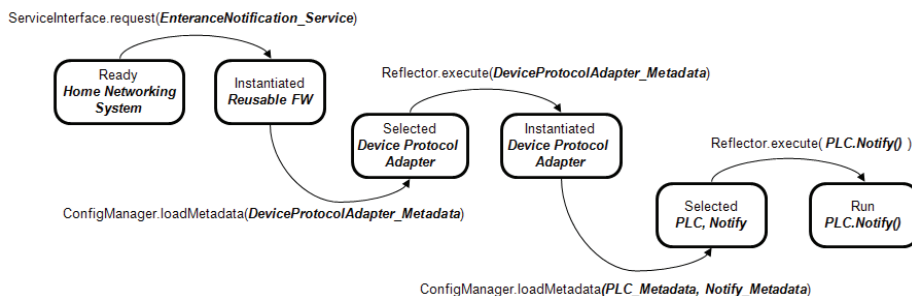 ServiceInterface.request(EnteranceNotification_Service)
Ready
Home Networking
System
Instantiated
Reusable FW
Reflector.execute(DeviceProtocolAdapter_Metadata)
Selected
Device Protocol
Adapter
Instantiated
Device Protocol
Adapter
ConfigManager.loadMetadata(DeviceProtocolAdapter_Metadata)
Reflector.execute( PLC.Notify() )
Selected
PLC, Notify
Run
PLC.Notify()
ConfigManager.loadMetadata(PLC_Metadata, Notify_Metadata)